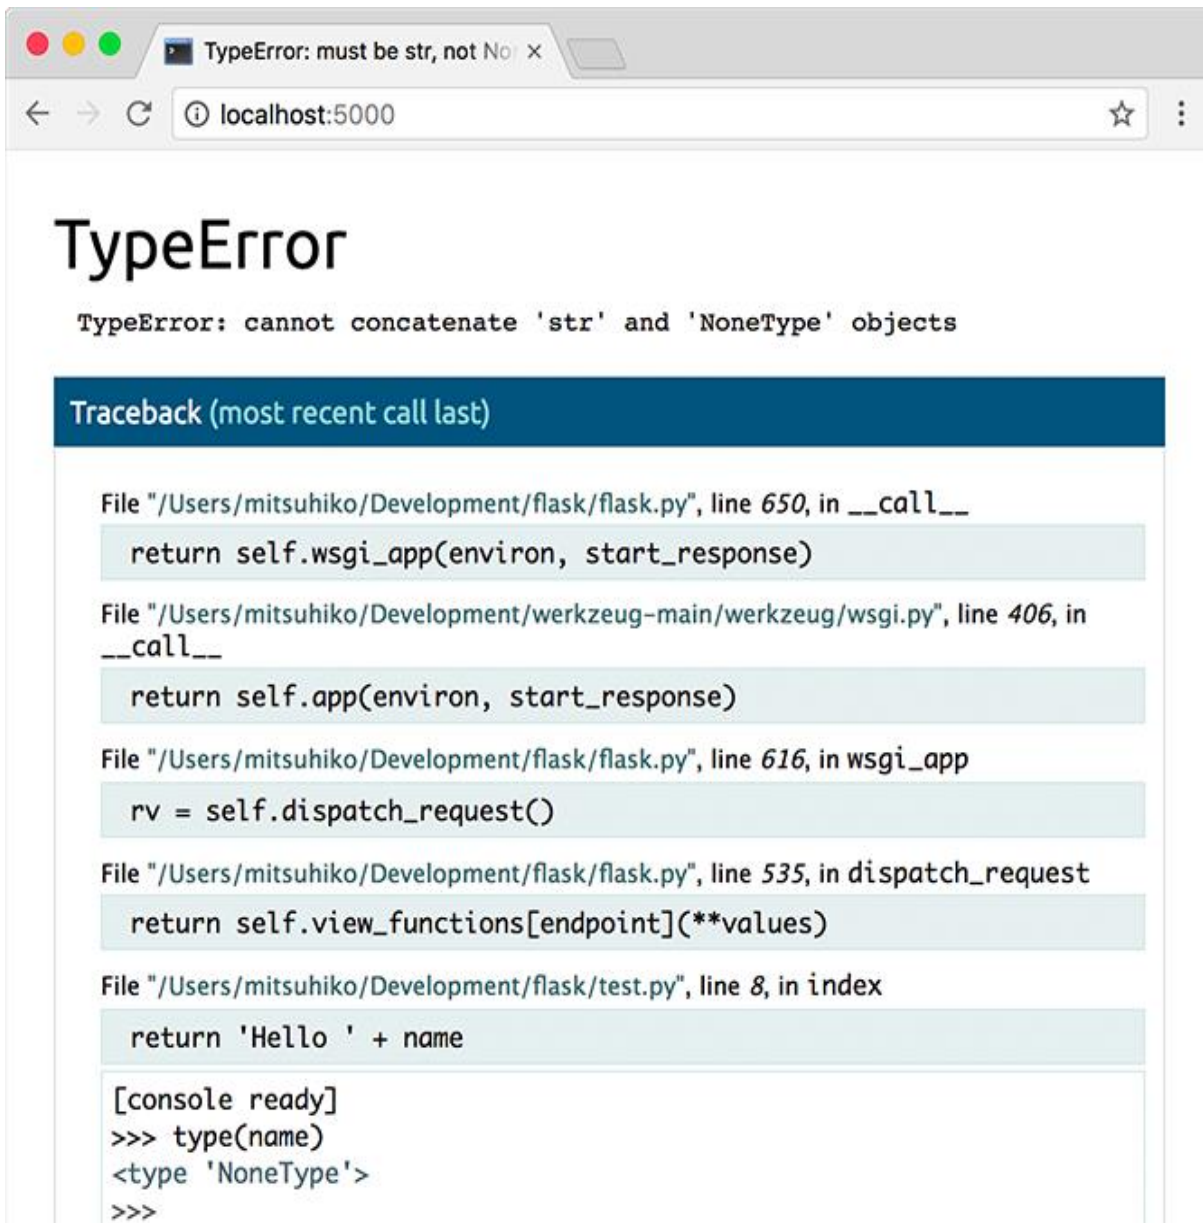 TypeError: must be str, not No
localhost:5000
TypeError
TypeError: cannot concatenate 'str' and 'NoneType' objects
Traceback (most recent call last)
File "/Users/mitsuhiko/Development/flask/flask.py", line 650, in __call__
return self.wsgi_app(environ, start_response)
File "/Users/mitsuhiko/Development/werkzeug-main/werkzeug/wsgi.py", line 406, in
__call__
return self.app(environ, start_response)
File "/Users/mitsuhiko/Development/flask/flask.py", line 616, in wsgi_app
rv = self.dispatch_request()
File "/Users/mitsuhiko/Development/flask/flask.py", line 535, in dispatch_request
return self.view_functions[endpoint](**values)
File "/Users/mitsuhiko/Development/flask/test.py", line 8, in index
return 'Hello ' + name
[console ready]
>>> type(name)
<type 'NoneType'>
>>>